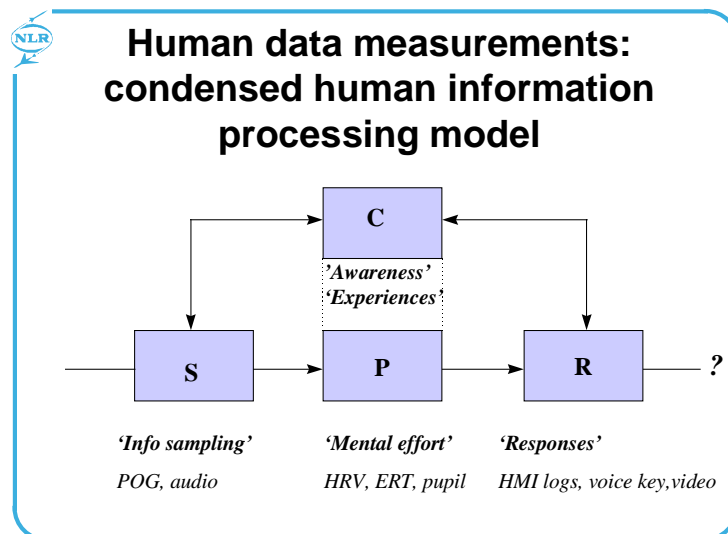 NLR
Human data measurements:
condensed human information
processing model
C
’Awareness’
‘Experiences’
S
P
R
?
‘Info sampling’
‘Mental effort’
‘Responses’
POG, audio
HRV, ERT, pupil
HMI logs, voice key,video